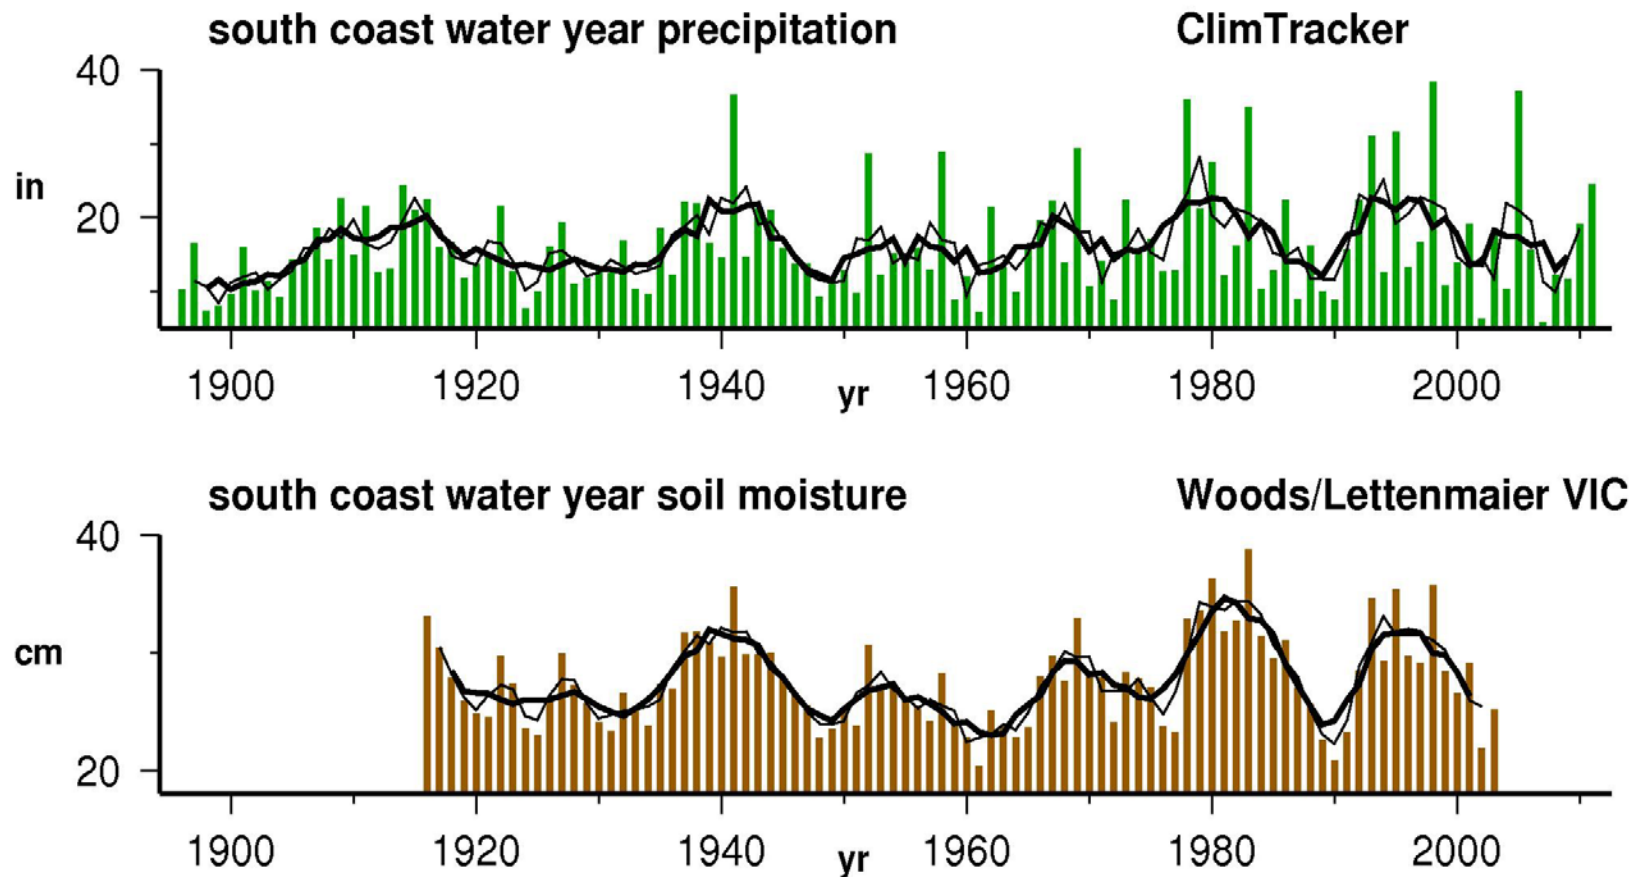 south coast water year precipitation ClimTracker
40
in
20
1900 1920 1940 yr 1960 1980 2000
south coast water year soil moisture Woods/Lettenmaier VIC
40
cm
20
1900 1920 1940 yr 1960 1980 2000